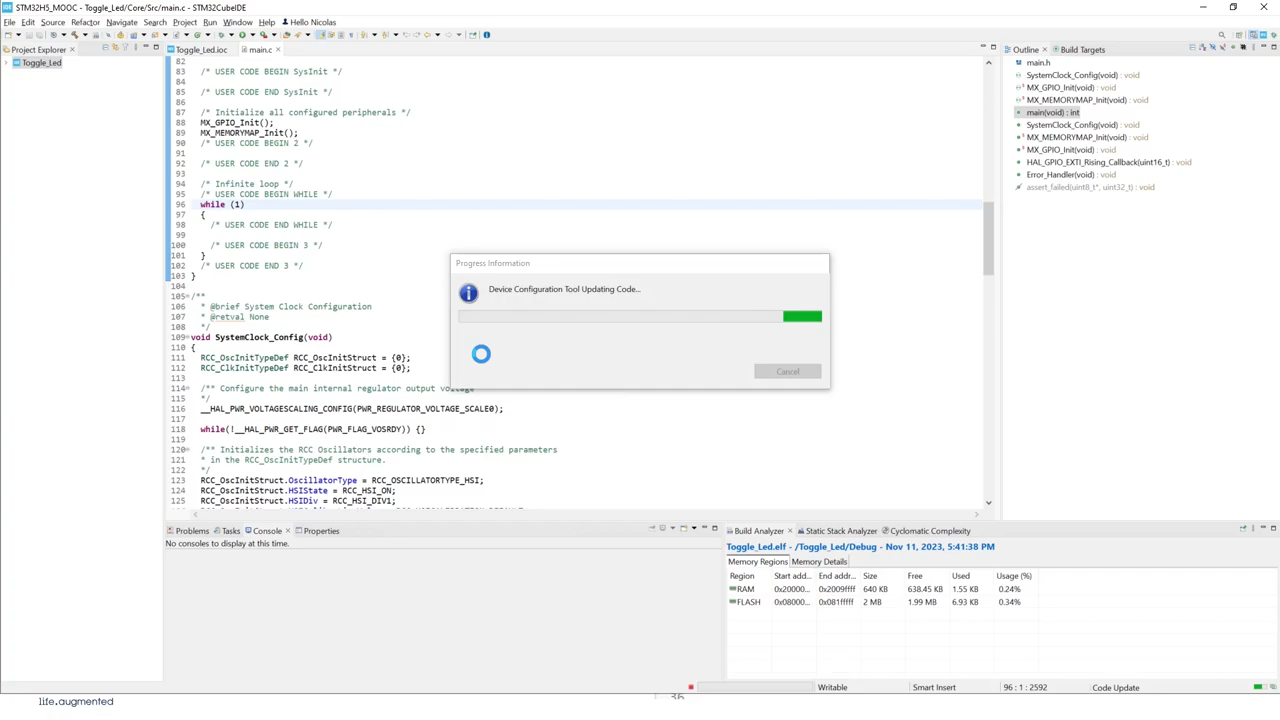 STM32H5_MOOC - Toggle_Led/Core/Src/main.c - STM32CubeIDE
File Edit Source Refactor Navigate Search Project Run Window Help Hello Nicolas
Project Explorer
Toggle_Led
Toggle_Led.ioc main.c
82
83 /* USER CODE BEGIN SysInit */
84
85 /* USER CODE END SysInit */
86
87 /* Initialize all configured peripherals */
88 MX_GPIO_Init();
89 MX_MEMORYMAP_Init();
90 /* USER CODE BEGIN 2 */
91
92 /* USER CODE END 2 */
93
94 /* Infinite loop */
95 /* USER CODE BEGIN WHILE */
96 while (1)
97 {
98 /* USER CODE END WHILE */
99
100 /* USER CODE BEGIN 3 */
101 }
102 /* USER CODE END 3 */
103 }
104
105 /**
106 * @brief System Clock Configuration
107 * @retval None
108 */
109 void SystemClock_Config(void)
110 {
111 RCC_OscInitTypeDef RCC_OscInitStruct = {0};
112 RCC_ClkInitTypeDef RCC_ClkInitStruct = {0};
113
114 /** Configure the main internal regulator output voltage
115 */
116 __HAL_PWR_VOLTAGESCALING_CONFIG(PWR_REGULATOR_VOLTAGE_SCALE0);
117
118 while(!__HAL_PWR_GET_FLAG(PWR_FLAG_VOSRDY)) {}
119
120 /** Initializes the RCC Oscillators according to the specified parameters
121 * in the RCC_OscInitTypeDef structure.
122 */
123 RCC_OscInitStruct.OscillatorType = RCC_OSCILLATORTYPE_HSI;
124 RCC_OscInitStruct.HSIState = RCC_HSI_ON;
125 RCC_OscInitStruct.HSIDiv = RCC_HSI_DIV1;
Progress Information
Device Configuration Tool Updating Code...
Cancel
Outline Build Targets
main.h
SystemClock_Config(void) : void
MX_GPIO_Init(void) : void
MX_MEMORYMAP_Init(void) : void
main(void) : int
SystemClock_Config(void) : void
MX_MEMORYMAP_Init(void) : void
MX_GPIO_Init(void) : void
HAL_GPIO_EXTI_Rising_Callback(uint16_t) : void
Error_Handler(void) : void
assert_failed(uint8_t*, uint32_t) : void
Problems Tasks Console Properties
No consoles to display at this time.
Build Analyzer Static Stack Analyzer Cyclomatic Complexity
Toggle_Led.elf - /Toggle_Led/Debug - Nov 11, 2023, 5:41:38 PM
Memory Regions Memory Details
Region Start add... End addr... Size Free Used Usage (%)
RAM 0x20000... 0x2009ffff 640 KB 638.45 KB 1.55 KB 0.24%
FLASH 0x08000... 0x081fffff 2 MB 1.99 MB 6.93 KB 0.34%
Writable Smart Insert 96 : 1 : 2592 Code Update
life.augmented